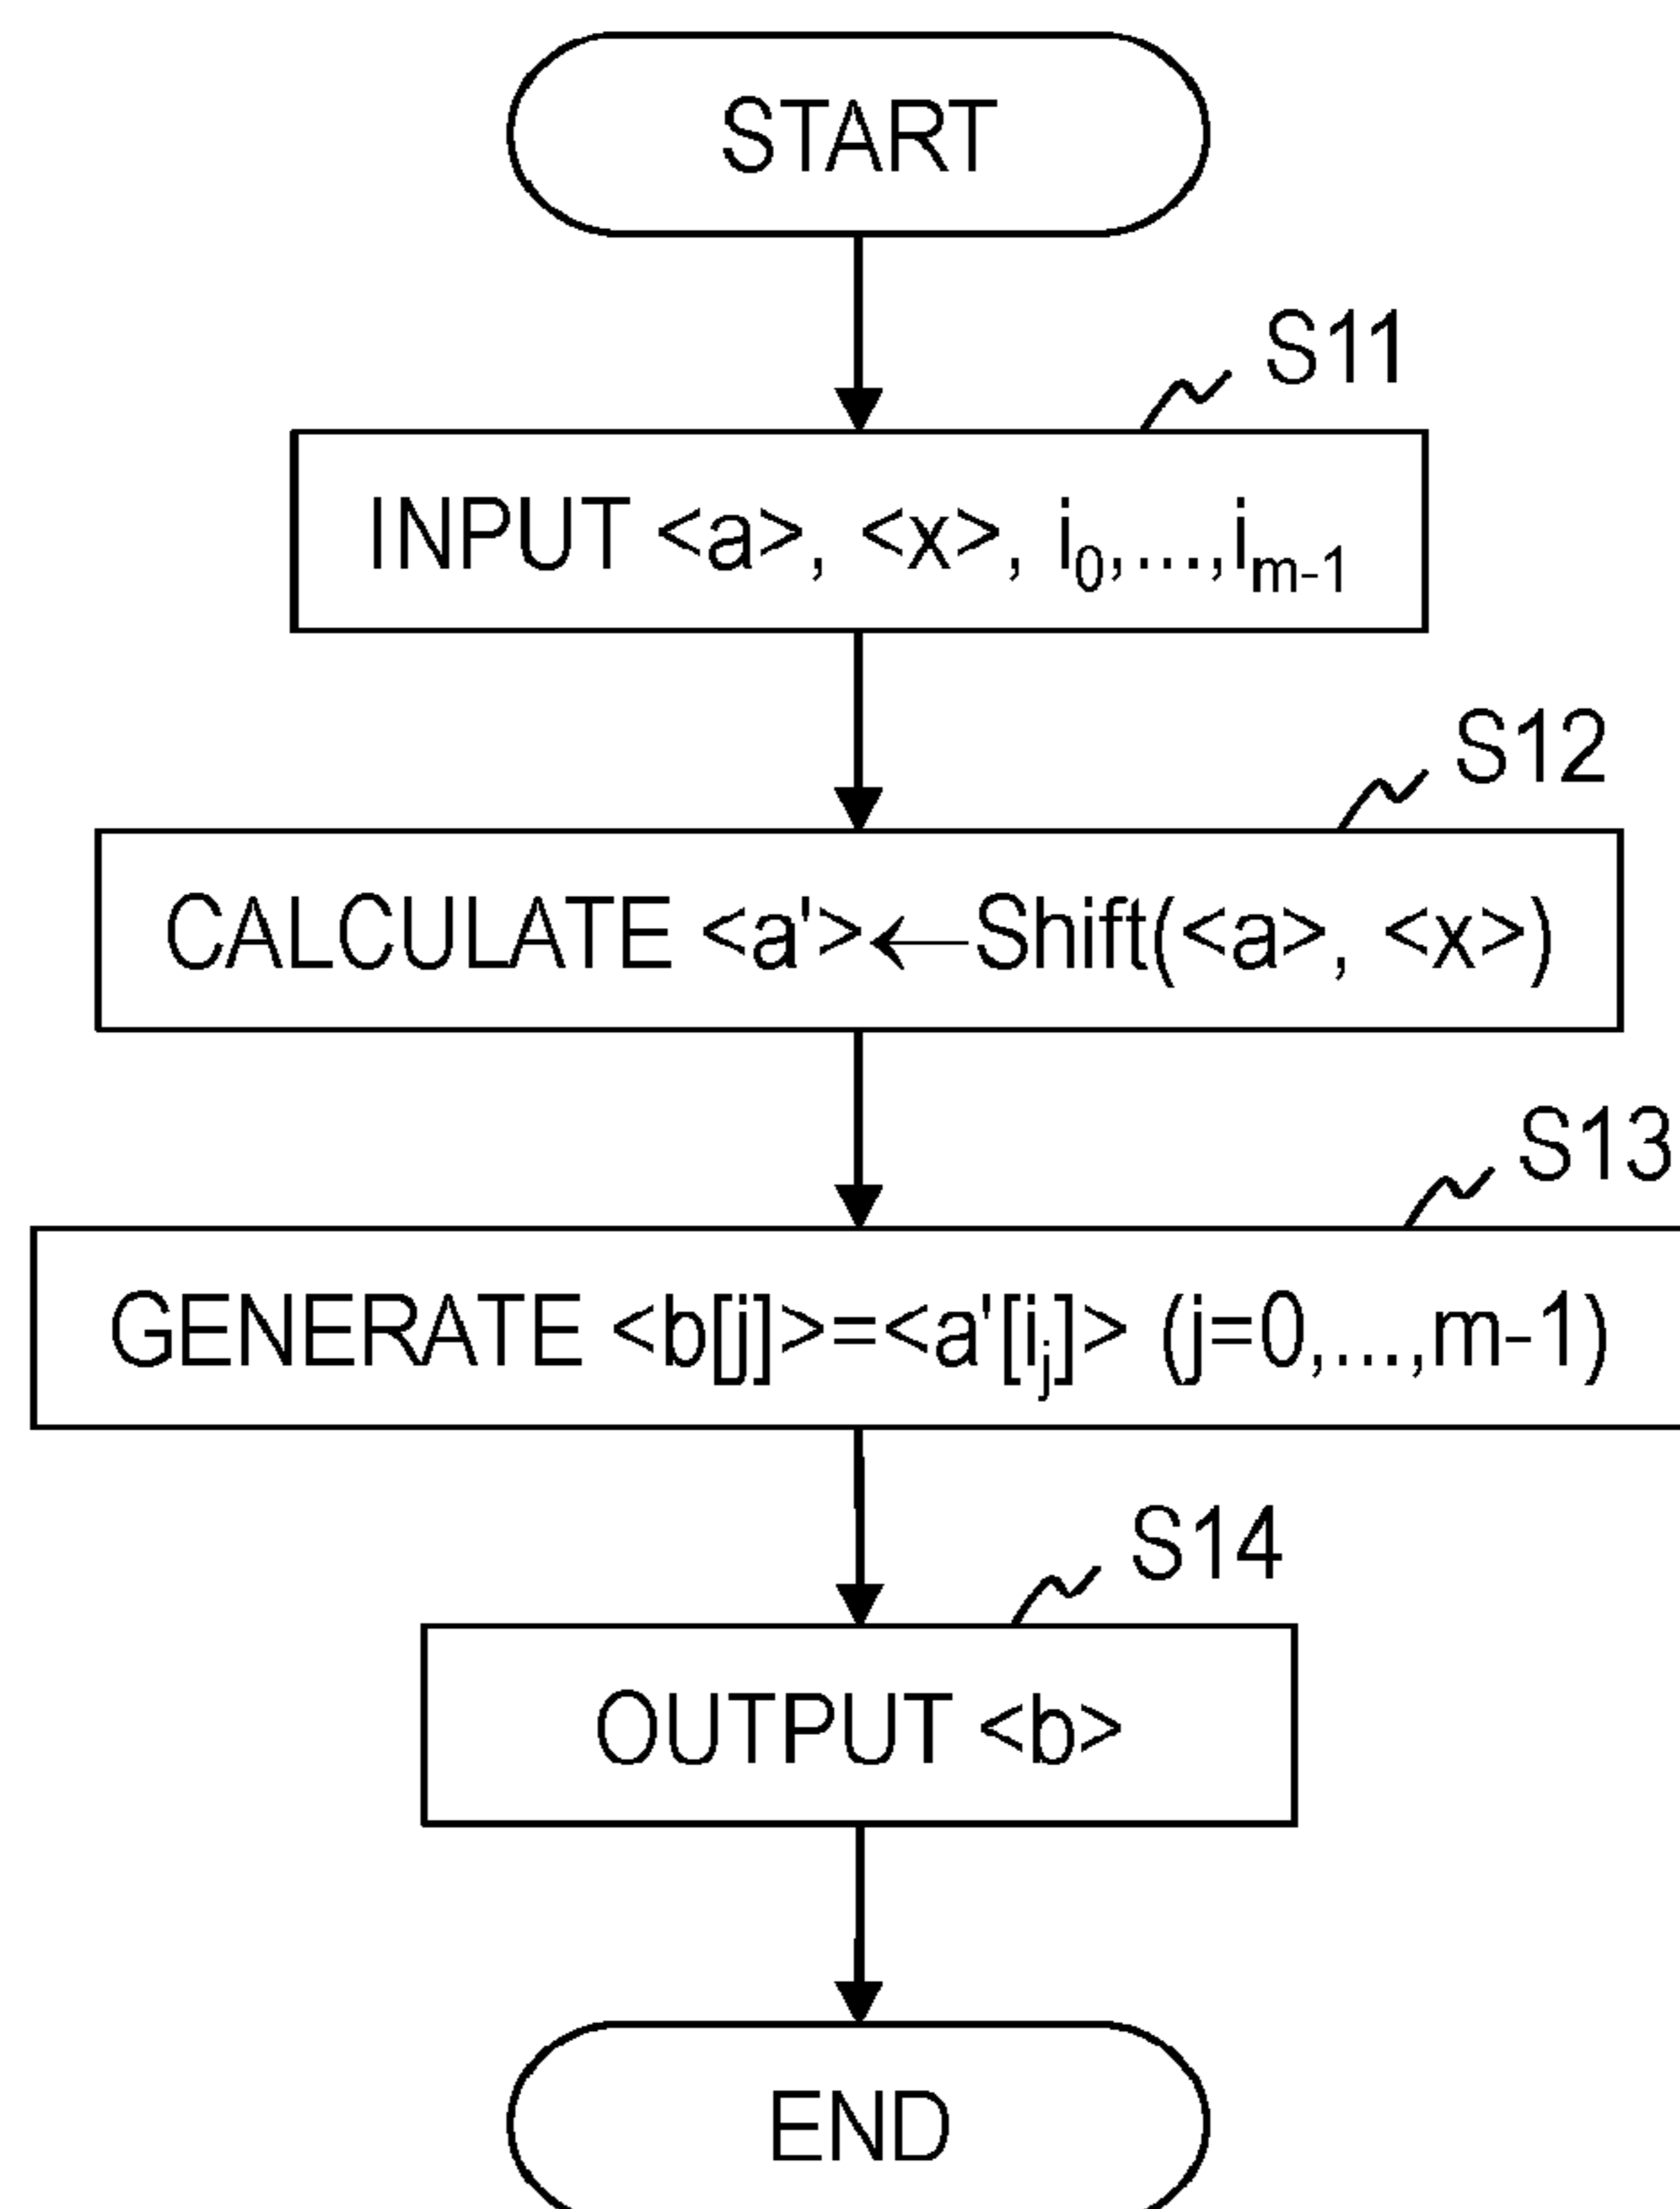 START
S11
INPUT <a>, <x>, i₀,...,iₘ₋₁
S12
CALCULATE <a'>←Shift(<a>, <x>)
S13
GENERATE <b[j]>=<a'[iⱼ]> (j=0,...,m-1)
S14
OUTPUT <b>
END